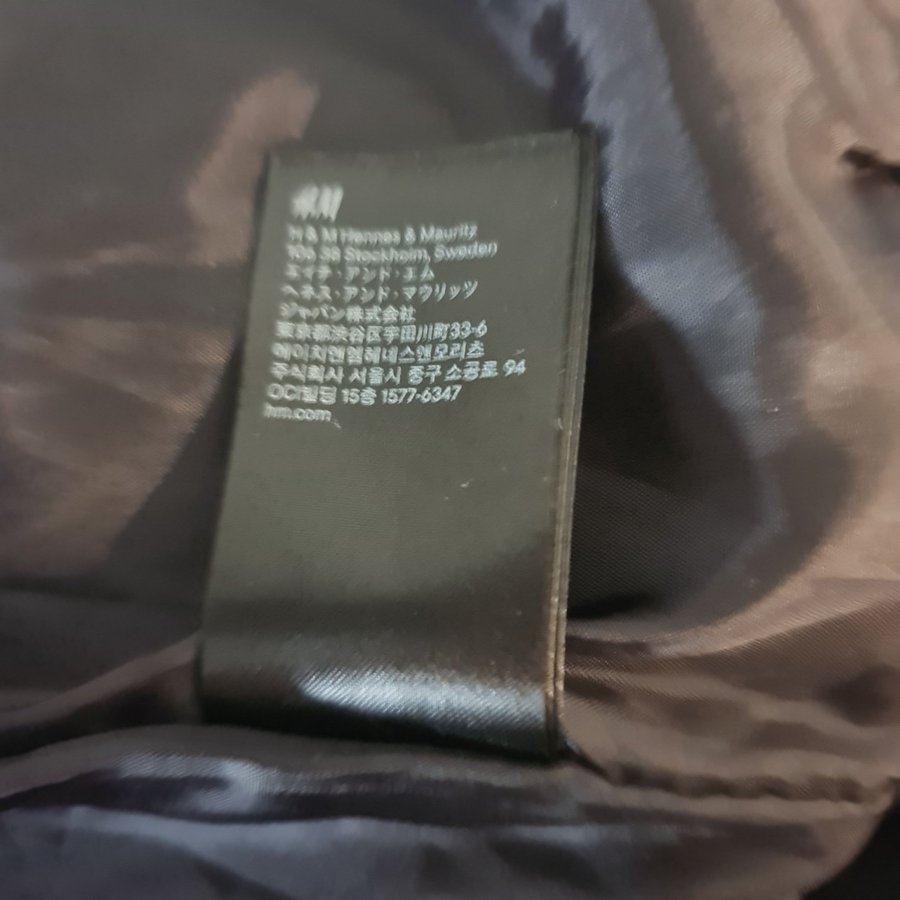 H&M
H & M Hennes & Mauritz
106 38 Stockholm, Sweden
エイチ・アンド・エム
ヘネス・アンド・マウリッツ
ジャパン株式会社
東京都渋谷区宇田川町33-6
에이치앤엠헤네스앤모리츠
주식회사 서울시 중구 소공로 94
OCI빌딩 15층 1577-6347
hm.com